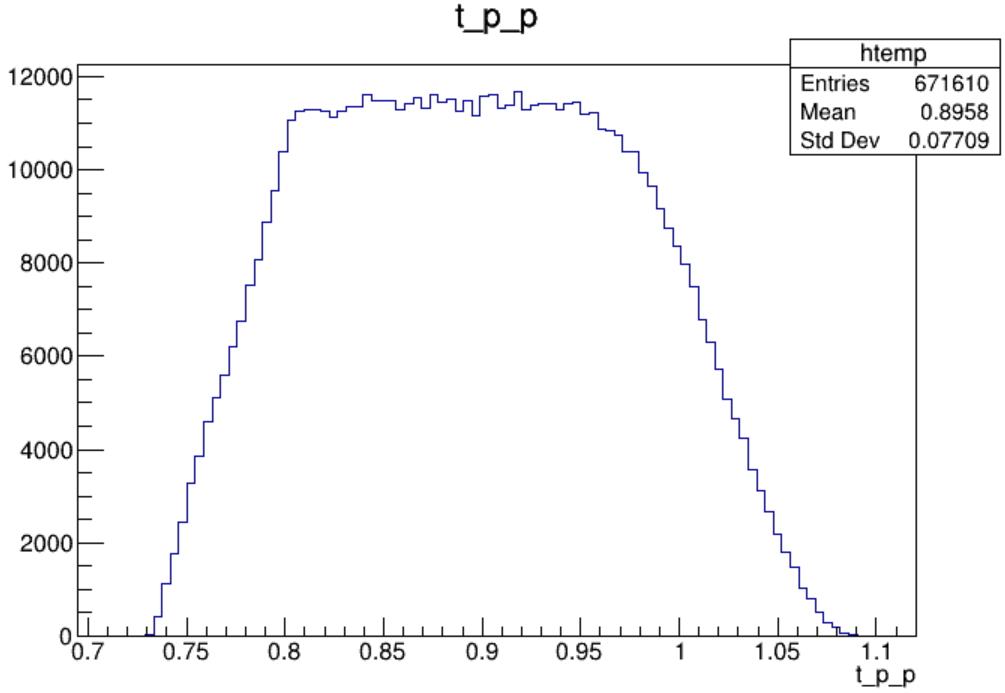 t_p_p
htemp
Entries 671610
Mean 0.8958
Std Dev 0.07709
12000
10000
8000
6000
4000
2000
0
0.7 0.75 0.8 0.85 0.9 0.95 1 1.05 1.1
t_p_p